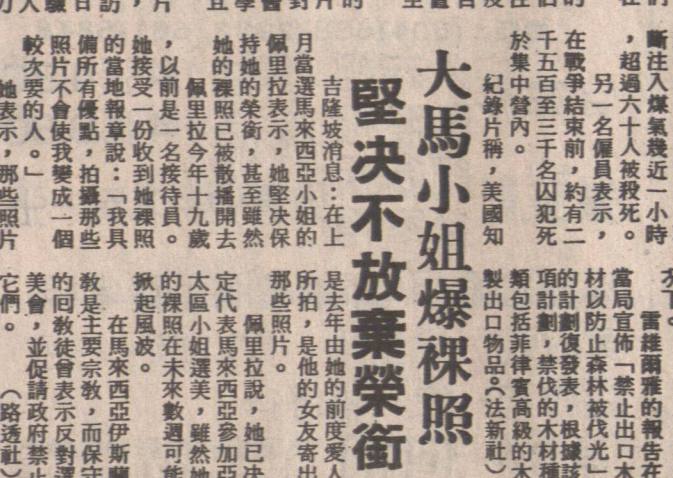 斷注入煤氣幾近一小時
，超過六十人被殺死。
另一名僱員表示，
在戰爭結束前，約有二
千五百至三千名囚犯死
於集中營內。
紀錄片稱，美國知
雷維爾雅的報告在
當局宣佈「禁止出口木
材以防止森林被伐光」
的計劃復發表，根據該
項計劃，禁伐的木材種
類包括菲律賓高級的木
製出口物品。（法新社）
大馬小姐爆裸照
堅決不放棄榮銜
吉隆坡消息：在上
月當選馬來西亞小姐的
佩里拉表示，她堅決保
持她的榮銜，甚至雖然
她的裸照已被散播開去
佩里拉今年十九歲
，以前是一名接待員。
她接受一份收到她裸照
的當地報章說：「我具
備所有優點，拍攝那些
照片不會使我變成一個
較次要的人。」
她表示，那些照片
是去年由她的前度愛人
所拍，是他的女友寄出
那些照片。
佩里拉說，她已決
定代表馬來西亞參加亞
太區小姐選美，雖然她
的裸照在未來數週可能
掀起風波。
在馬來西亞伊斯蘭
教是主要宗教，而保守
的回教徒曾表示反對選
美會，並促請政府禁止
它們。（路透社）